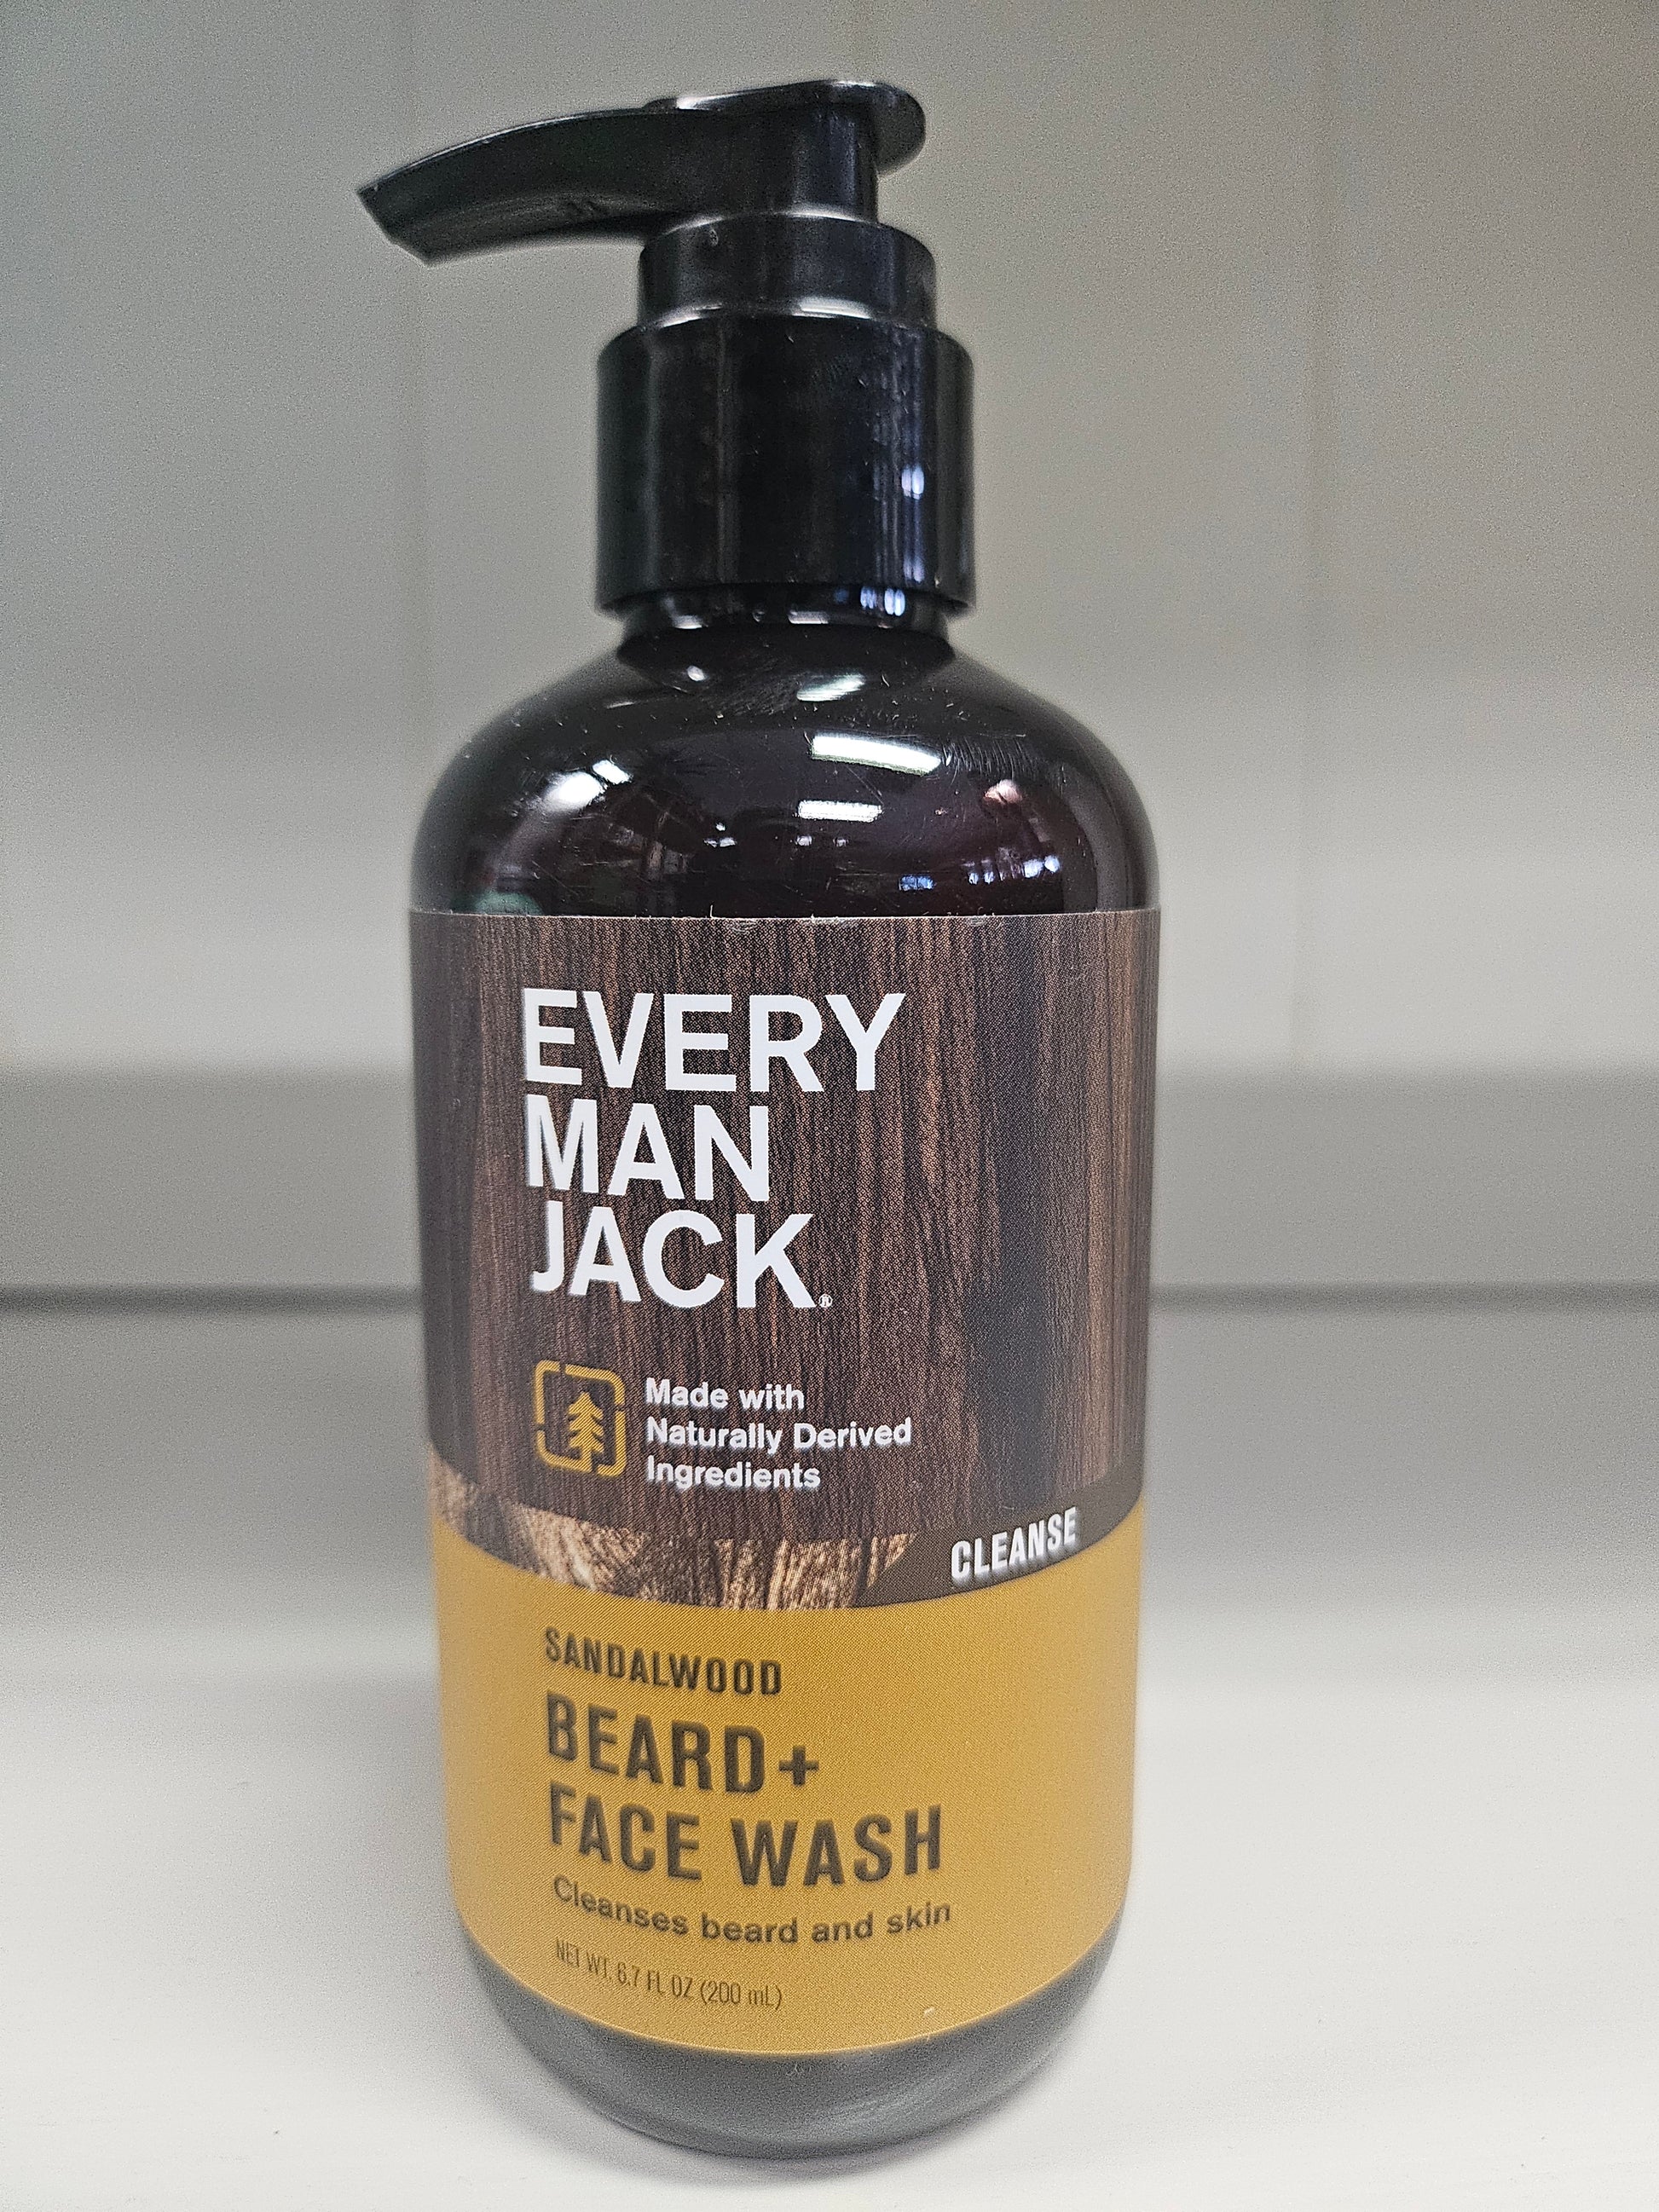 EVERY
MAN
JACK®
Made with
Naturally Derived
Ingredients
CLEANSE
SANDALWOOD
BEARD+
FACE WASH
Cleanses beard and skin
NET WT. 6.7 FL OZ (200 mL)